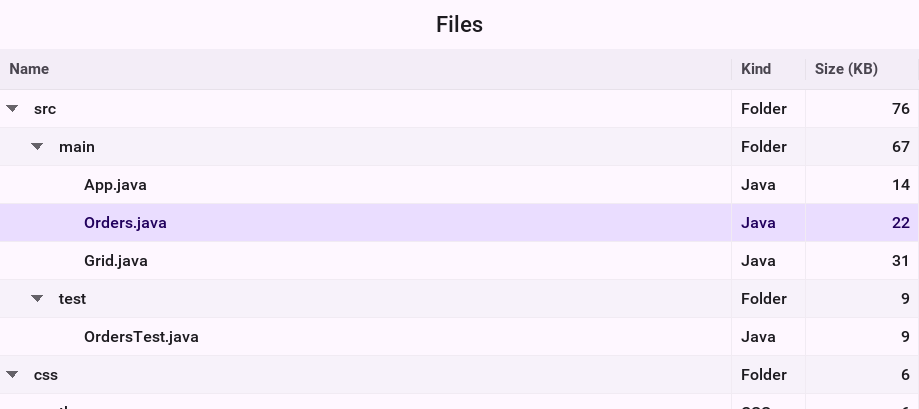 Files
Name Kind Size (KB)
src Folder 76
main Folder 67
App.java Java 14
Orders.java Java 22
Grid.java Java 31
test Folder 9
OrdersTest.java Java 9
css Folder 6